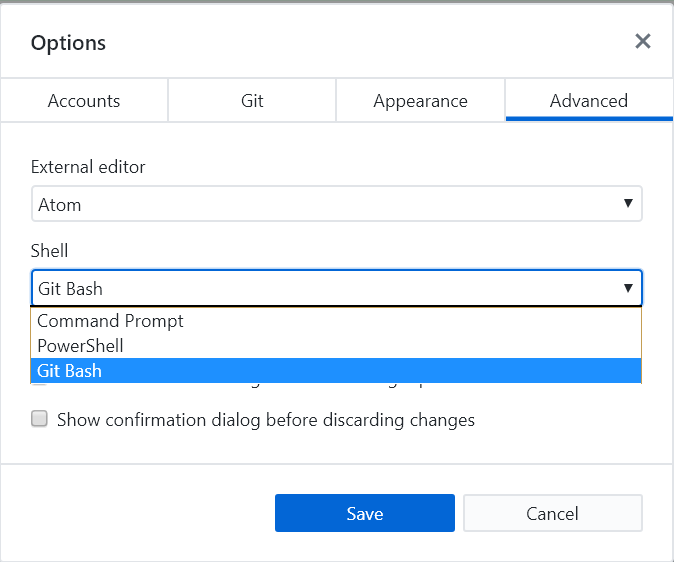 Options
Accounts
Git
Appearance
Advanced
External editor
Atom
Shell
Git Bash
Command Prompt
PowerShell
Git Bash
Show confirmation dialog before discarding changes
Save
Cancel